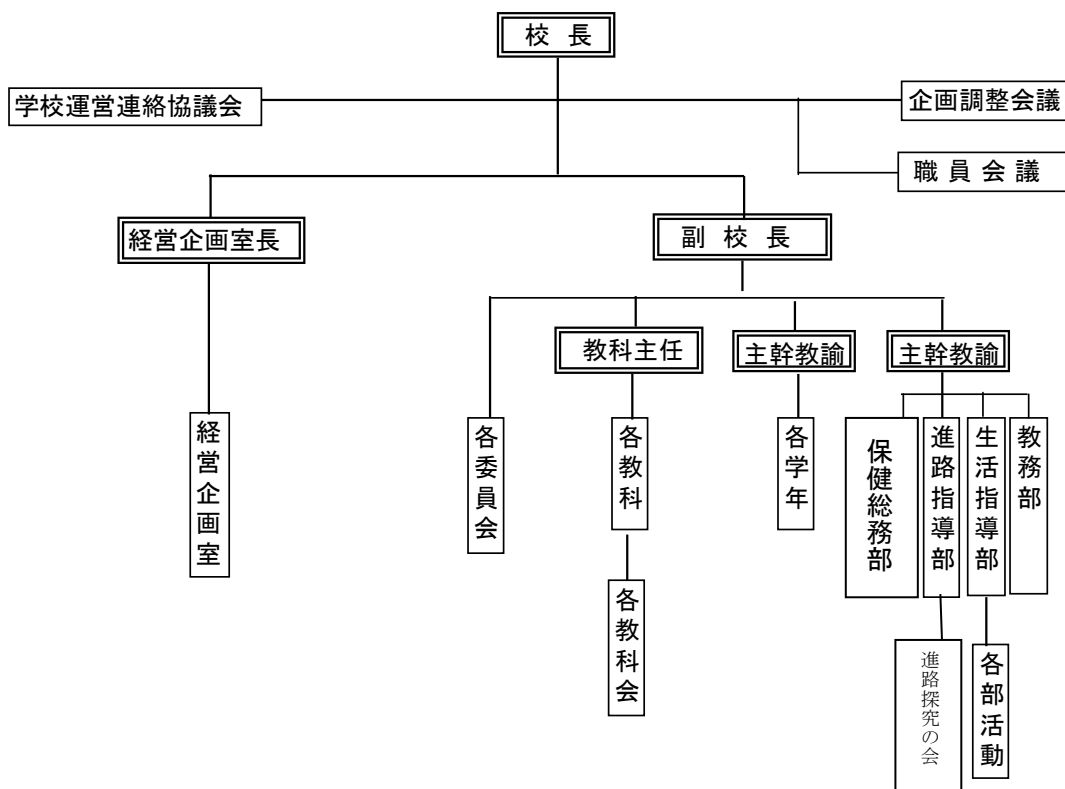 校 長
学校運営連絡協議会
企画調整会議
職 員 会 議
経営企画室長
副 校 長
教科主任
主幹教諭
主幹教諭
経営企画室
各委員会
各教科
各学年
保健総務部
進路指導部
生活指導部
教務部
各教科会
進路探究の会
各部活動